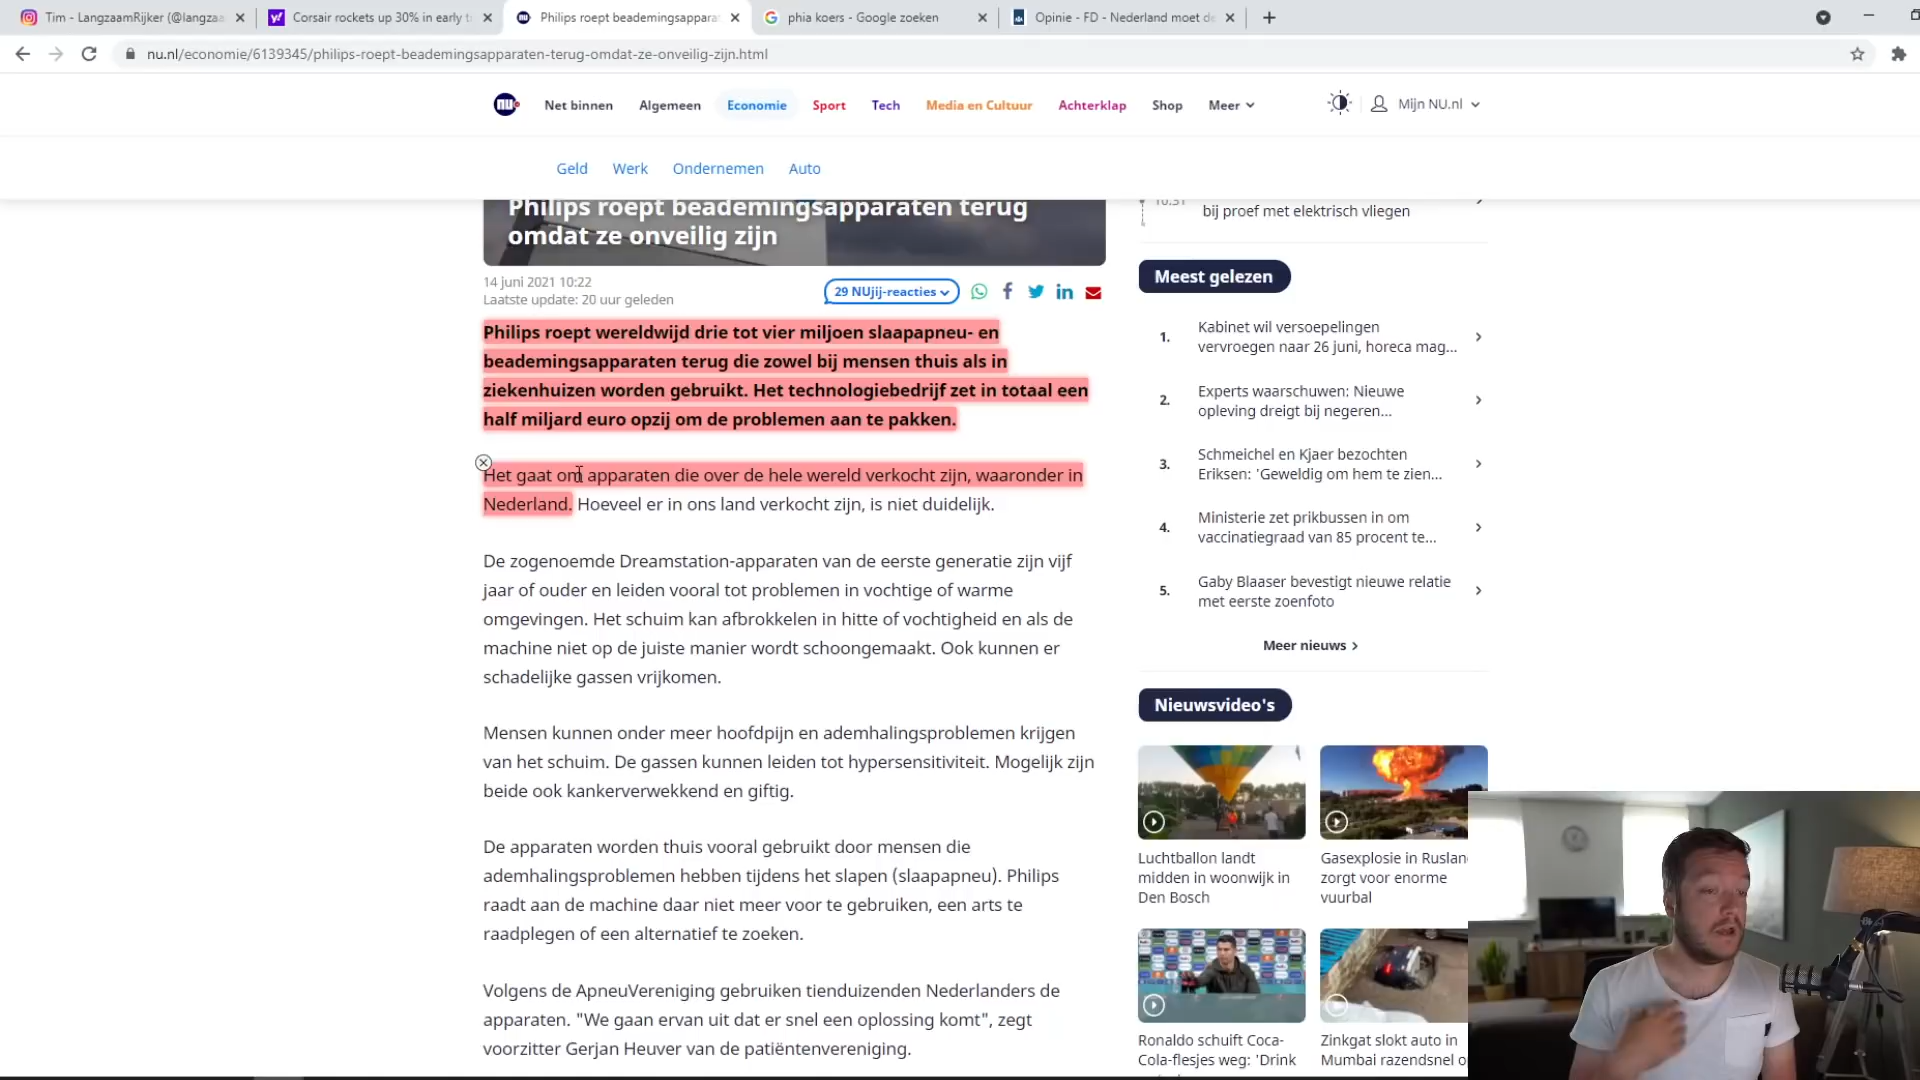 Tim - LangzaamRijker (@langzaa
Corsair rockets up 30% in early t
Philips roept beademingsapparat
phia koers - Google zoeken
Opinie - FD - Nederland moet de
nu.nl/economie/6139345/philips-roept-beademingsapparaten-terug-omdat-ze-onveilig-zijn.html
NU
Net binnen
Algemeen
Economie
Sport
Tech
Media en Cultuur
Achterklap
Shop
Meer
Mijn NU.nl
Geld
Werk
Ondernemen
Auto
Philips roept beademingsapparaten terug
omdat ze onveilig zijn
14 juni 2021 10:22
Laatste update: 20 uur geleden
29 NUjij-reacties
Philips roept wereldwijd drie tot vier miljoen slaapapneu- en
beademingsapparaten terug die zowel bij mensen thuis als in
ziekenhuizen worden gebruikt. Het technologiebedrijf zet in totaal een
half miljard euro opzij om de problemen aan te pakken.
Het gaat om apparaten die over de hele wereld verkocht zijn, waaronder in
Nederland. Hoeveel er in ons land verkocht zijn, is niet duidelijk.
De zogenoemde Dreamstation-apparaten van de eerste generatie zijn vijf
jaar of ouder en leiden vooral tot problemen in vochtige of warme
omgevingen. Het schuim kan afbrokkelen in hitte of vochtigheid en als de
machine niet op de juiste manier wordt schoongemaakt. Ook kunnen er
schadelijke gassen vrijkomen.
Mensen kunnen onder meer hoofdpijn en ademhalingsproblemen krijgen
van het schuim. De gassen kunnen leiden tot hypersensitiviteit. Mogelijk zijn
beide ook kankerverwekkend en giftig.
De apparaten worden thuis vooral gebruikt door mensen die
ademhalingsproblemen hebben tijdens het slapen (slaapapneu). Philips
raadt aan de machine daar niet meer voor te gebruiken, een arts te
raadplegen of een alternatief te zoeken.
Volgens de ApneuVereniging gebruiken tienduizenden Nederlanders de
apparaten. "We gaan ervan uit dat er snel een oplossing komt", zegt
voorzitter Gerjan Heuver van de patiëntenvereniging.
bij proef met elektrisch vliegen
Meest gelezen
1. Kabinet wil versoepelingen
vervroegen naar 26 juni, horeca mag...
2. Experts waarschuwen: Nieuwe
opleving dreigt bij negeren...
3. Schmeichel en Kjaer bezochten
Eriksen: 'Geweldig om hem te zien...
4. Ministerie zet prikbussen in om
vaccinatiegraad van 85 procent te...
5. Gaby Blaaser bevestigt nieuwe relatie
met eerste zoenfoto
Meer nieuws
Nieuwsvideo's
Luchtballon landt
midden in woonwijk in
Den Bosch
Gasexplosie in Rusland
zorgt voor enorme
vuurbal
Ronaldo schuift Coca-
Cola-flesjes weg: 'Drink
Zinkgat slokt auto in
Mumbai razendsnel o